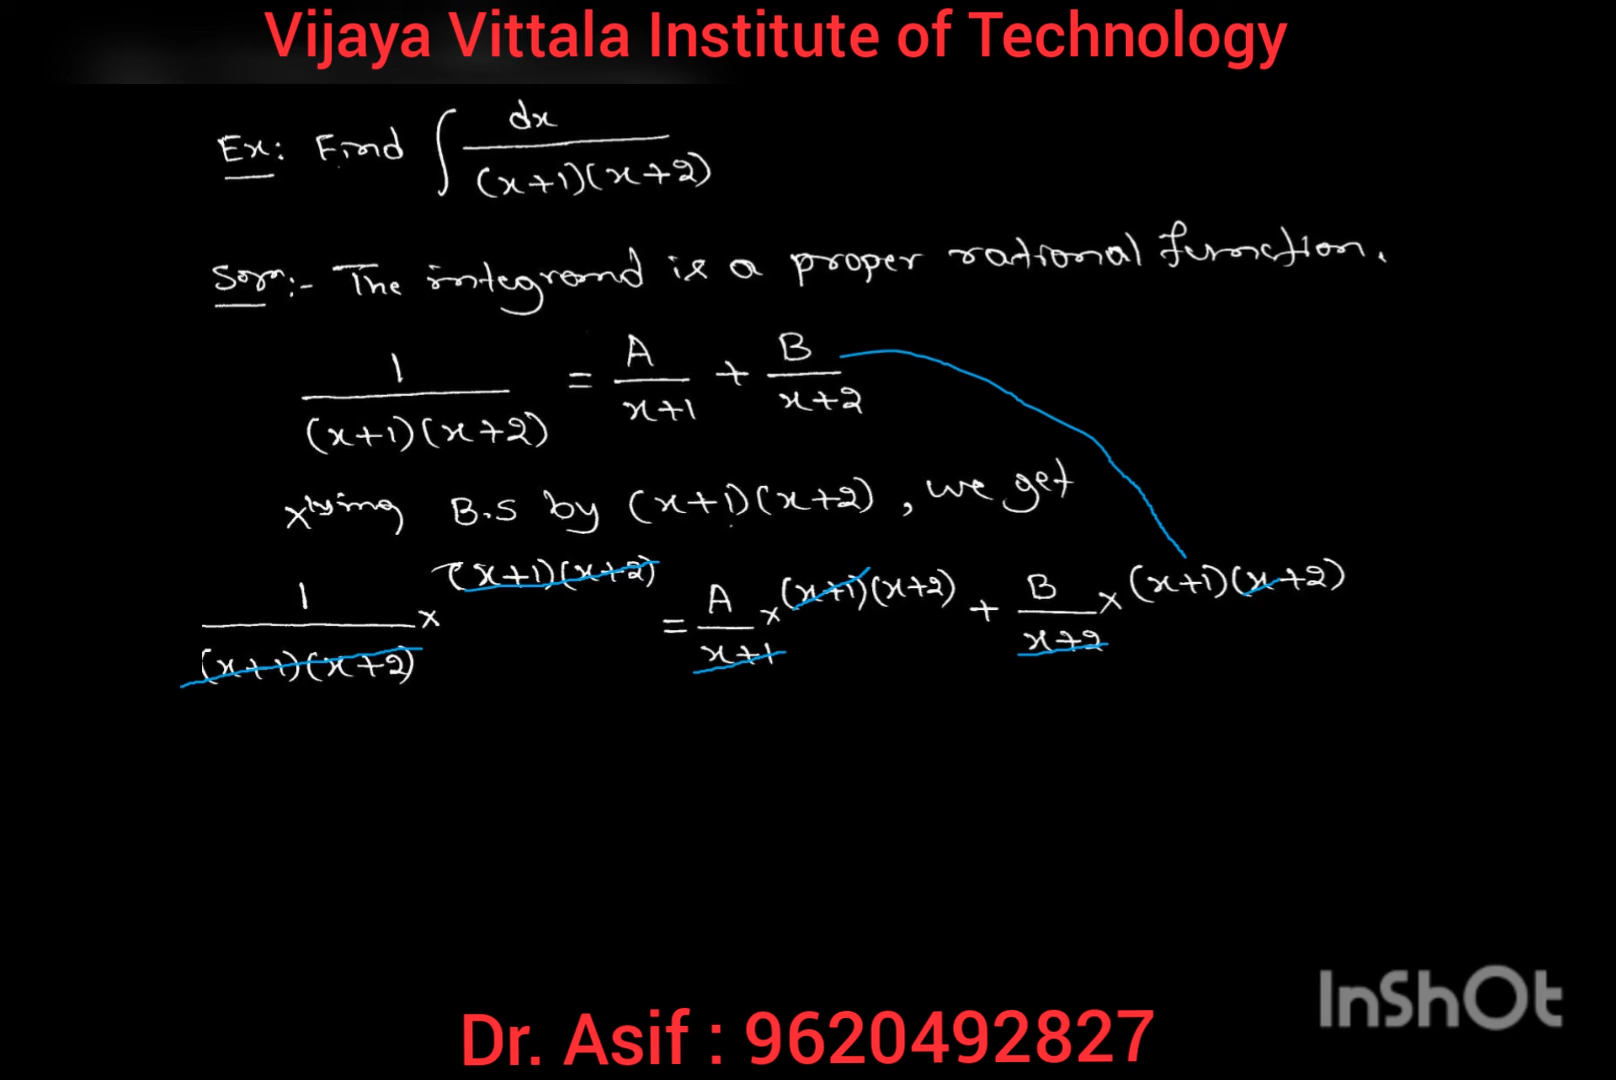 Vijaya Vittala Institute of Technology
Ex: Find ∫ dx / (x+1)(x+2)
Som:- The integrand is a proper rational function.
1 / (x+1)(x+2) = A / x+1 + B / x+2
xlying B.S by (x+1)(x+2), we get
1 / (x+1)(x+2) × (x+1)(x+2) = A / x+1 × (x+1)(x+2) + B / x+2 × (x+1)(x+2)
InShOt
Dr. Asif : 9620492827